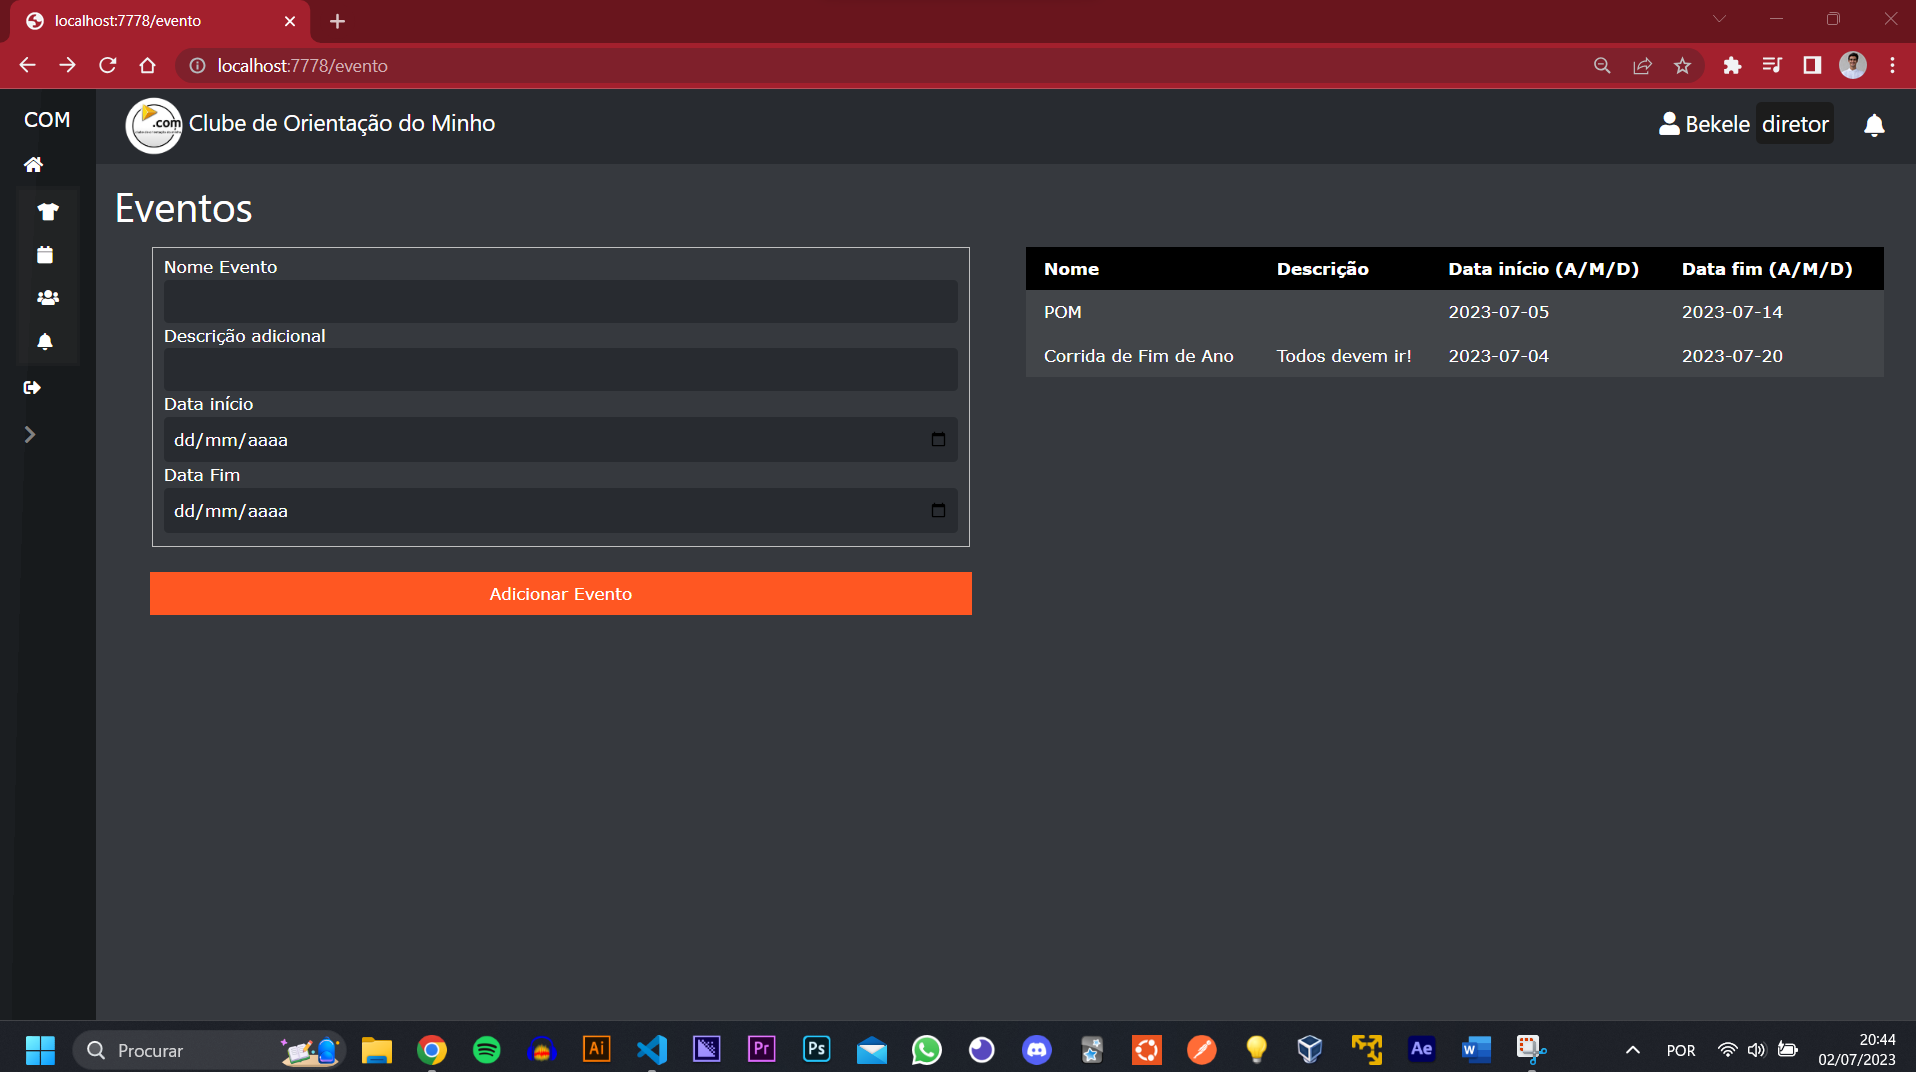 localhost:7778/evento
localhost:7778/evento
COM
.com Clube de Orientação do Minho
Bekele diretor
Eventos
Nome Evento
Descrição adicional
Data início
dd/mm/aaaa
Data Fim
dd/mm/aaaa
Adicionar Evento
Nome Descrição Data início (A/M/D) Data fim (A/M/D)
POM 2023-07-05 2023-07-14
Corrida de Fim de Ano Todos devem ir! 2023-07-04 2023-07-20
Procurar
Ai
Pr
Ps
Ae
W
POR
20:44
02/07/2023